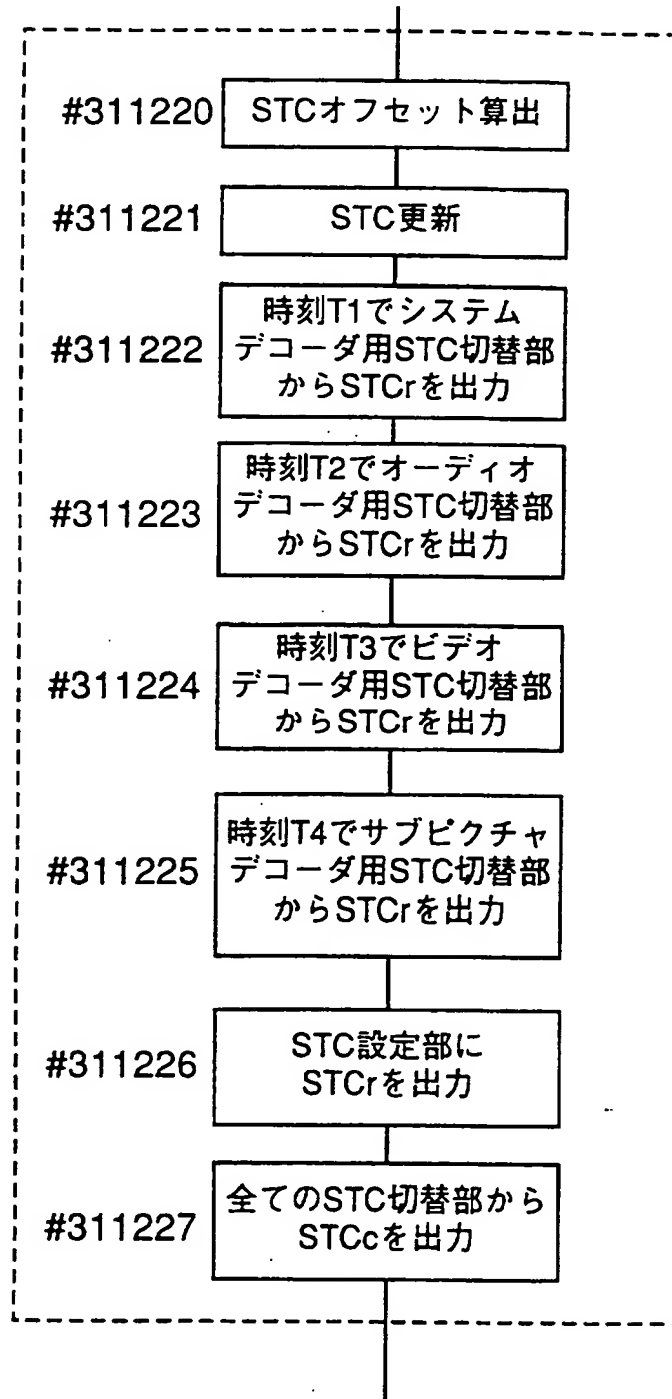 #311220
STCオフセット算出
#311221
STC更新
#311222
時刻T1でシステム
デコーダ用STC切替部
からSTCrを出力
#311223
時刻T2でオーディオ
デコーダ用STC切替部
からSTCrを出力
#311224
時刻T3でビデオ
デコーダ用STC切替部
からSTCrを出力
#311225
時刻T4でサブピクチャ
デコーダ用STC切替部
からSTCrを出力
#311226
STC設定部に
STCrを出力
#311227
全てのSTC切替部から
STCcを出力